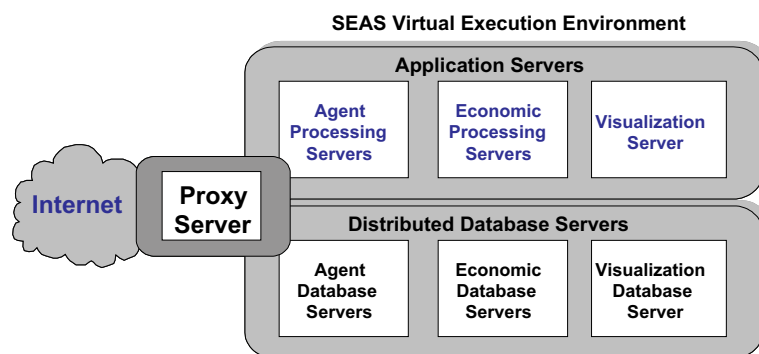 SEAS Virtual Execution Environment
Application Servers
Agent
Processing
Servers
Economic
Processing
Servers
Visualization
Server
Internet
Proxy
Server
Distributed Database Servers
Agent
Database
Servers
Economic
Database
Servers
Visualization
Database
Server